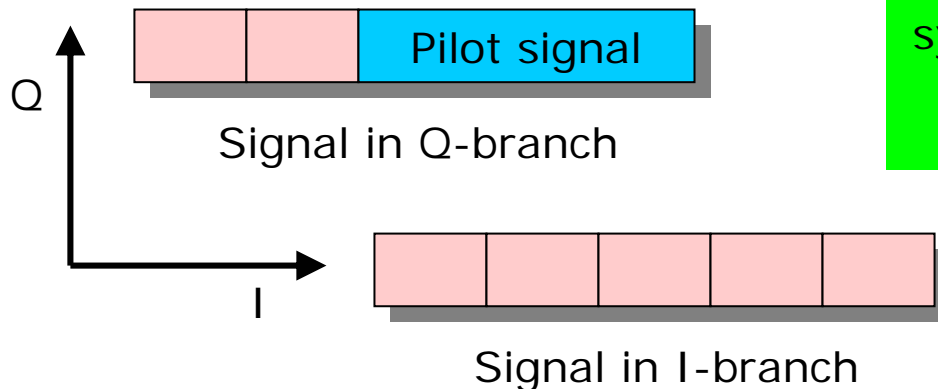 Pilot signal
Q
Signal in Q-branch
I
Signal in I-branch